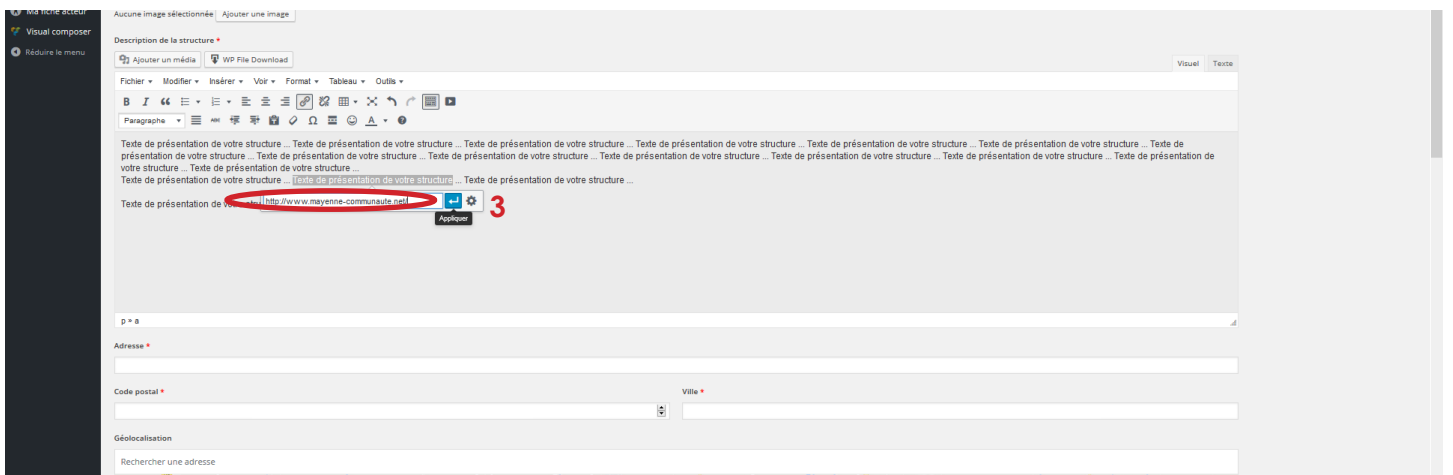 Ma fiche acteur
Visual composer
Réduire le menu
Aucune image sélectionnée Ajouter une image
Description de la structure *
Ajouter un média WP File Download
Visuel Texte
Fichier Modifier Insérer Voir Format Tableau Outils
B I
Paragraphe ABC Ω A
Texte de présentation de votre structure ... Texte de présentation de votre structure ... Texte de présentation de votre structure ... Texte de présentation de votre structure ... Texte de présentation de votre structure ... Texte de présentation de votre structure ... Texte de
présentation de votre structure ... Texte de présentation de votre structure ... Texte de présentation de votre structure ... Texte de présentation de votre structure ... Texte de présentation de votre structure ... Texte de présentation de votre structure ... Texte de présentation de
votre structure ... Texte de présentation de votre structure ...
Texte de présentation de votre structure ... Texte de présentation de votre structure ... Texte de présentation de votre structure ...
Texte de présentation de http://www.mayenne-communaute.net/ 3
Appliquer
p » a
Adresse *
Code postal * Ville *
Géolocalisation
Rechercher une adresse